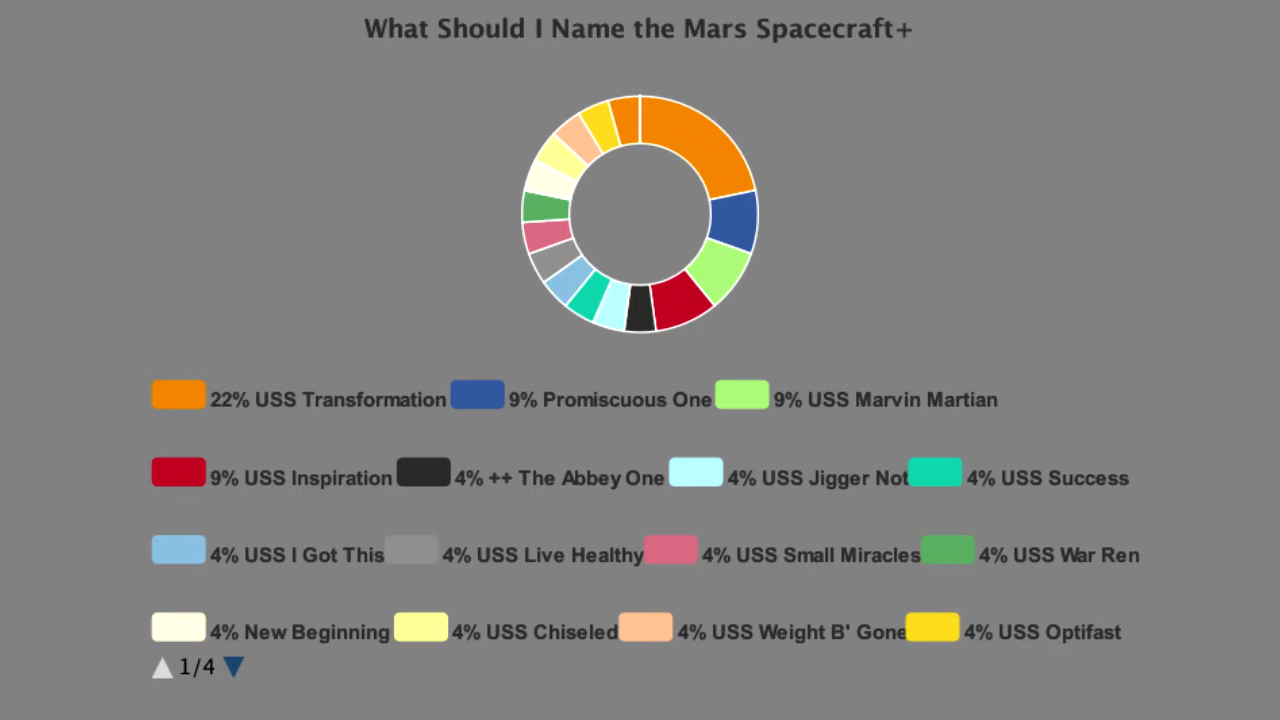 What Should I Name the Mars Spacecraft+
22% USS Transformation 9% Promiscuous One 9% USS Marvin Martian
9% USS Inspiration 4% ++ The Abbey One 4% USS Jigger Not 4% USS Success
4% USS I Got This 4% USS Live Healthy 4% USS Small Miracles 4% USS War Ren
4% New Beginning 4% USS Chiseled 4% USS Weight B' Gone 4% USS Optifast
1/4